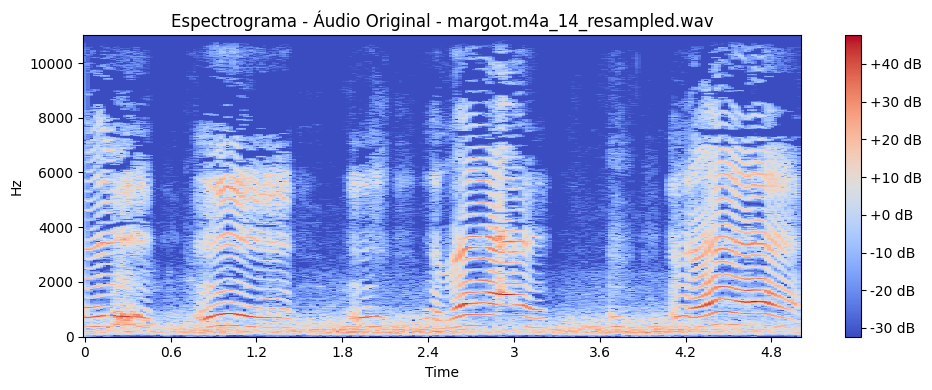 Espectrograma - Áudio Original - margot.m4a_14_resampled.wav
10000
8000
6000
4000
2000
0
Hz
0
0.6
1.2
1.8
2.4
3
3.6
4.2
4.8
Time
+40 dB
+30 dB
+20 dB
+10 dB
+0 dB
-10 dB
-20 dB
-30 dB